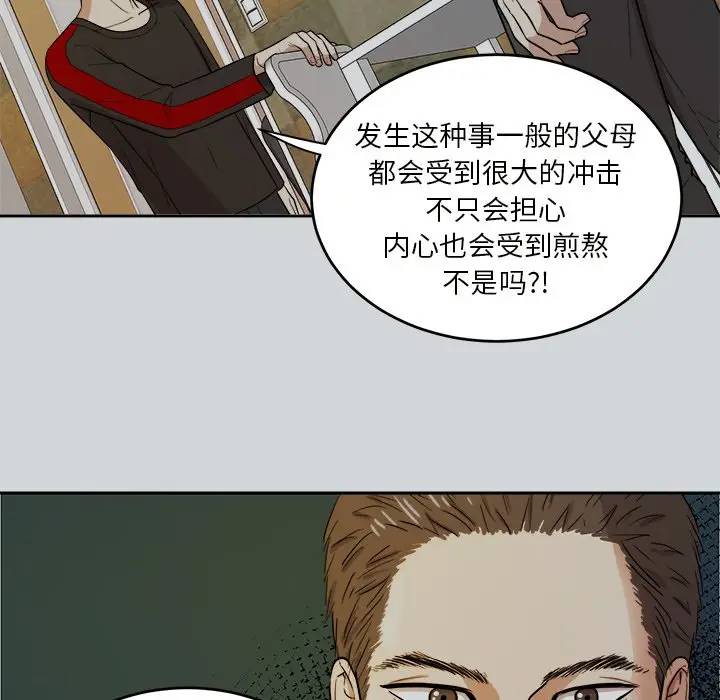 发生这种事一般的父母
都会受到很大的冲击
不只会担心
内心也会受到煎熬
不是吗?!